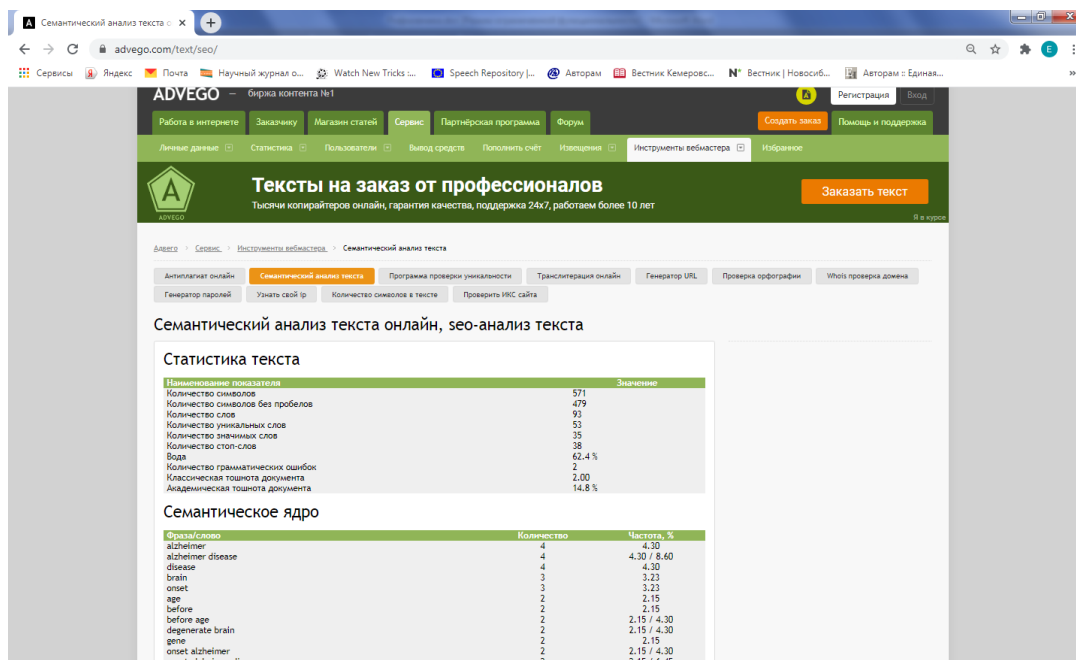 Семантический анализ текста о
advego.com/text/seo/
Сервисы Яндекс Почта Научный журнал о... Watch New Tricks :... Speech Repository |... Авторам Вестник Кемеровс... Вестник | Новосиб... Авторам :: Единая... »
ADVEGO – биржа контента №1 Регистрация Вход
Работа в интернете Заказчику Магазин статей Сервис Партнёрская программа Форум Создать заказ Помощь и поддержка
Личные данные Статистика Пользователи Вывод средств Пополнить счёт Извещения Инструменты вебмастера Избранное
Тексты на заказ от профессионалов
Заказать текст
Тысячи копирайтеров онлайн, гарантия качества, поддержка 24x7, работаем более 10 лет
ADVEGO Я в курсе
Адвего > Сервис > Инструменты вебмастера > Семантический анализ текста
Антиплагиат онлайн Семантический анализ текста Программа проверки уникальности Транслитерация онлайн Генератор URL Проверка орфографии Whois проверка домена
Генератор паролей Узнать свой ip Количество символов в тексте Проверить ИКС сайта
Семантический анализ текста онлайн, seo-анализ текста
Статистика текста
Наименование показателя Значение
Количество символов 571
Количество символов без пробелов 479
Количество слов 93
Количество уникальных слов 53
Количество значимых слов 35
Количество стоп-слов 38
Вода 62.4 %
Количество грамматических ошибок 2
Классическая тошнота документа 2.00
Академическая тошнота документа 14.8 %
Семантическое ядро
Фраза/слово Количество Частота, %
alzheimer 4 4.30
alzheimer disease 4 4.30 / 8.60
disease 4 4.30
brain 3 3.23
onset 3 3.23
age 2 2.15
before 2 2.15
before age 2 2.15 / 4.30
degenerate brain 2 2.15 / 4.30
gene 2 2.15
onset alzheimer 2 2.15 / 4.30